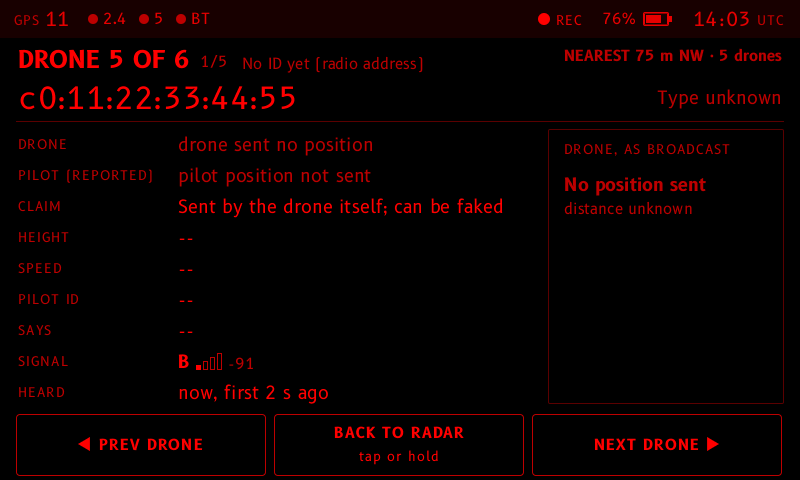 GPS 11 2.4 5 BT REC 76% 14:03 UTC
DRONE 5 OF 6 1/5 No ID yet [radio address] NEAREST 75 m NW · 5 drones
c0:11:22:33:44:55 Type unknown
DRONE drone sent no position
PILOT [REPORTED] pilot position not sent
CLAIM Sent by the drone itself; can be faked
HEIGHT --
SPEED --
PILOT ID --
SAYS --
SIGNAL B -91
HEARD now, first 2 s ago
DRONE, AS BROADCAST
No position sent
distance unknown
◀ PREV DRONE
BACK TO RADAR
tap or hold
NEXT DRONE ▶